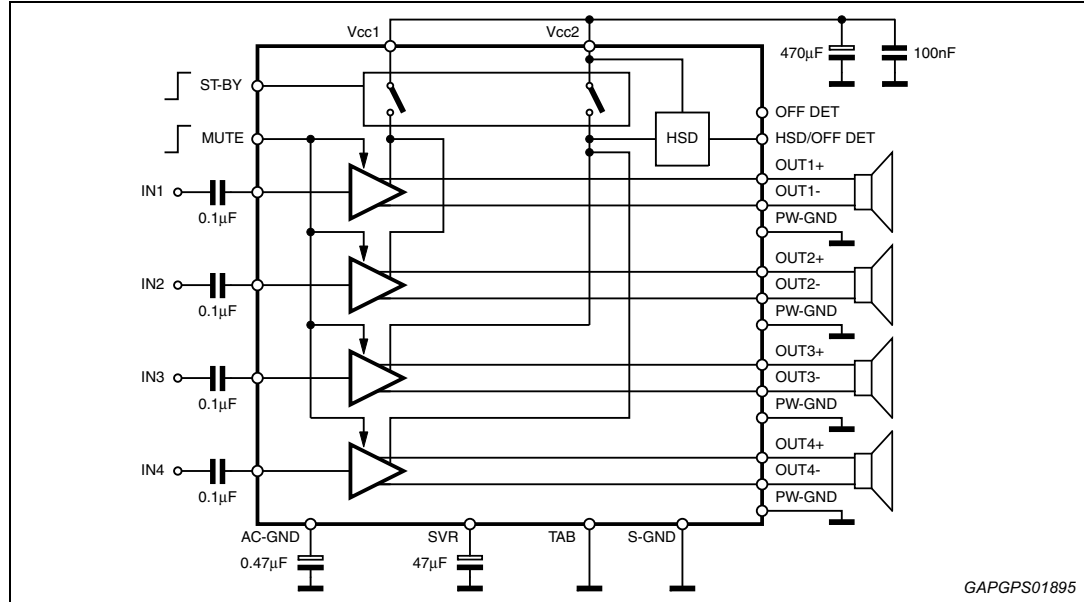 Vcc1
Vcc2
470μF
100nF
ST-BY
OFF DET
HSD
HSD/OFF DET
MUTE
OUT1+
IN1
OUT1-
0.1μF
PW-GND
OUT2+
IN2
OUT2-
0.1μF
PW-GND
OUT3+
IN3
OUT3-
0.1μF
PW-GND
OUT4+
IN4
OUT4-
0.1μF
PW-GND
AC-GND
SVR
TAB
S-GND
0.47μF
47μF
GAPGPS01895